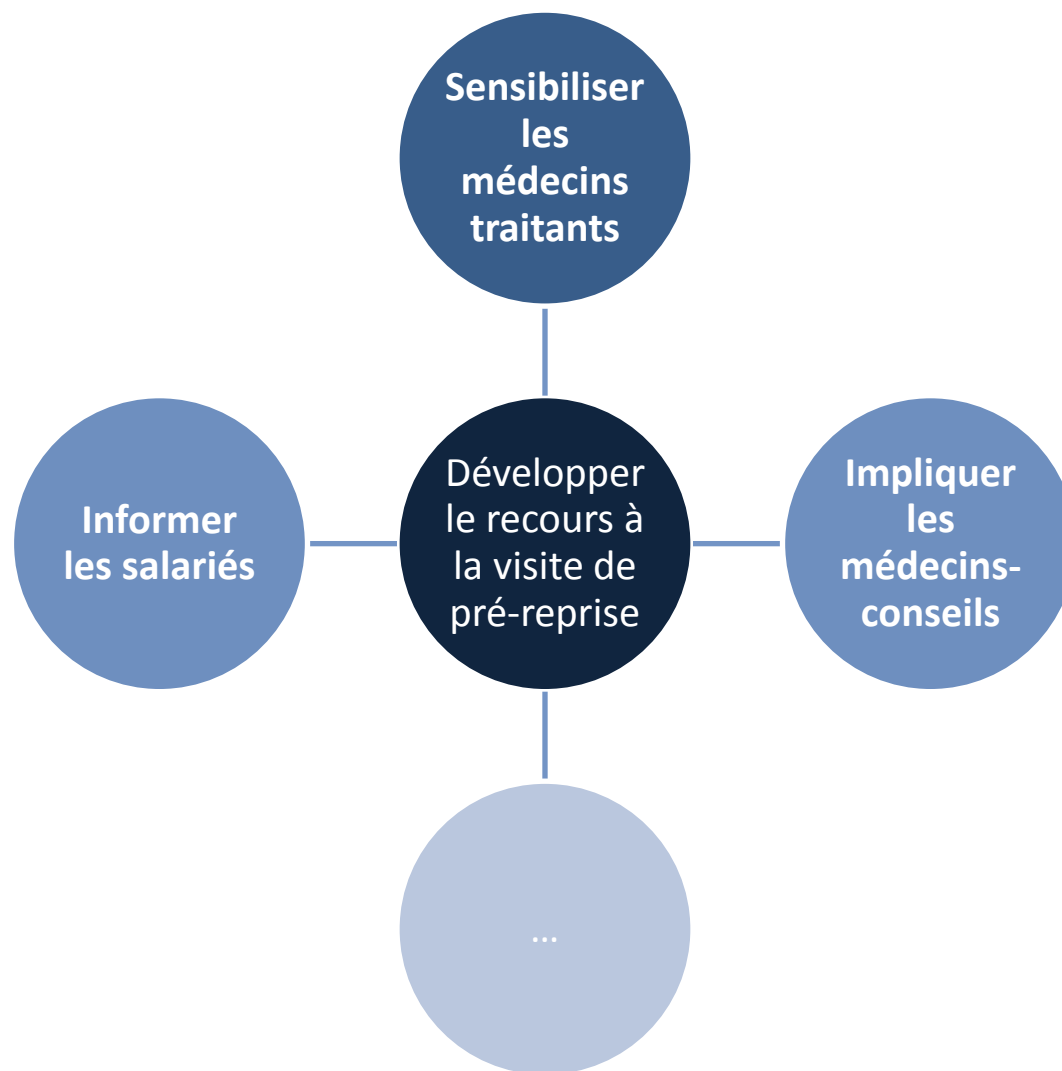 Sensibiliser
les
médecins
traitants
Informer
les salariés
Développer
le recours à
la visite de
pré-reprise
Impliquer
les
médecins-
conseils
...